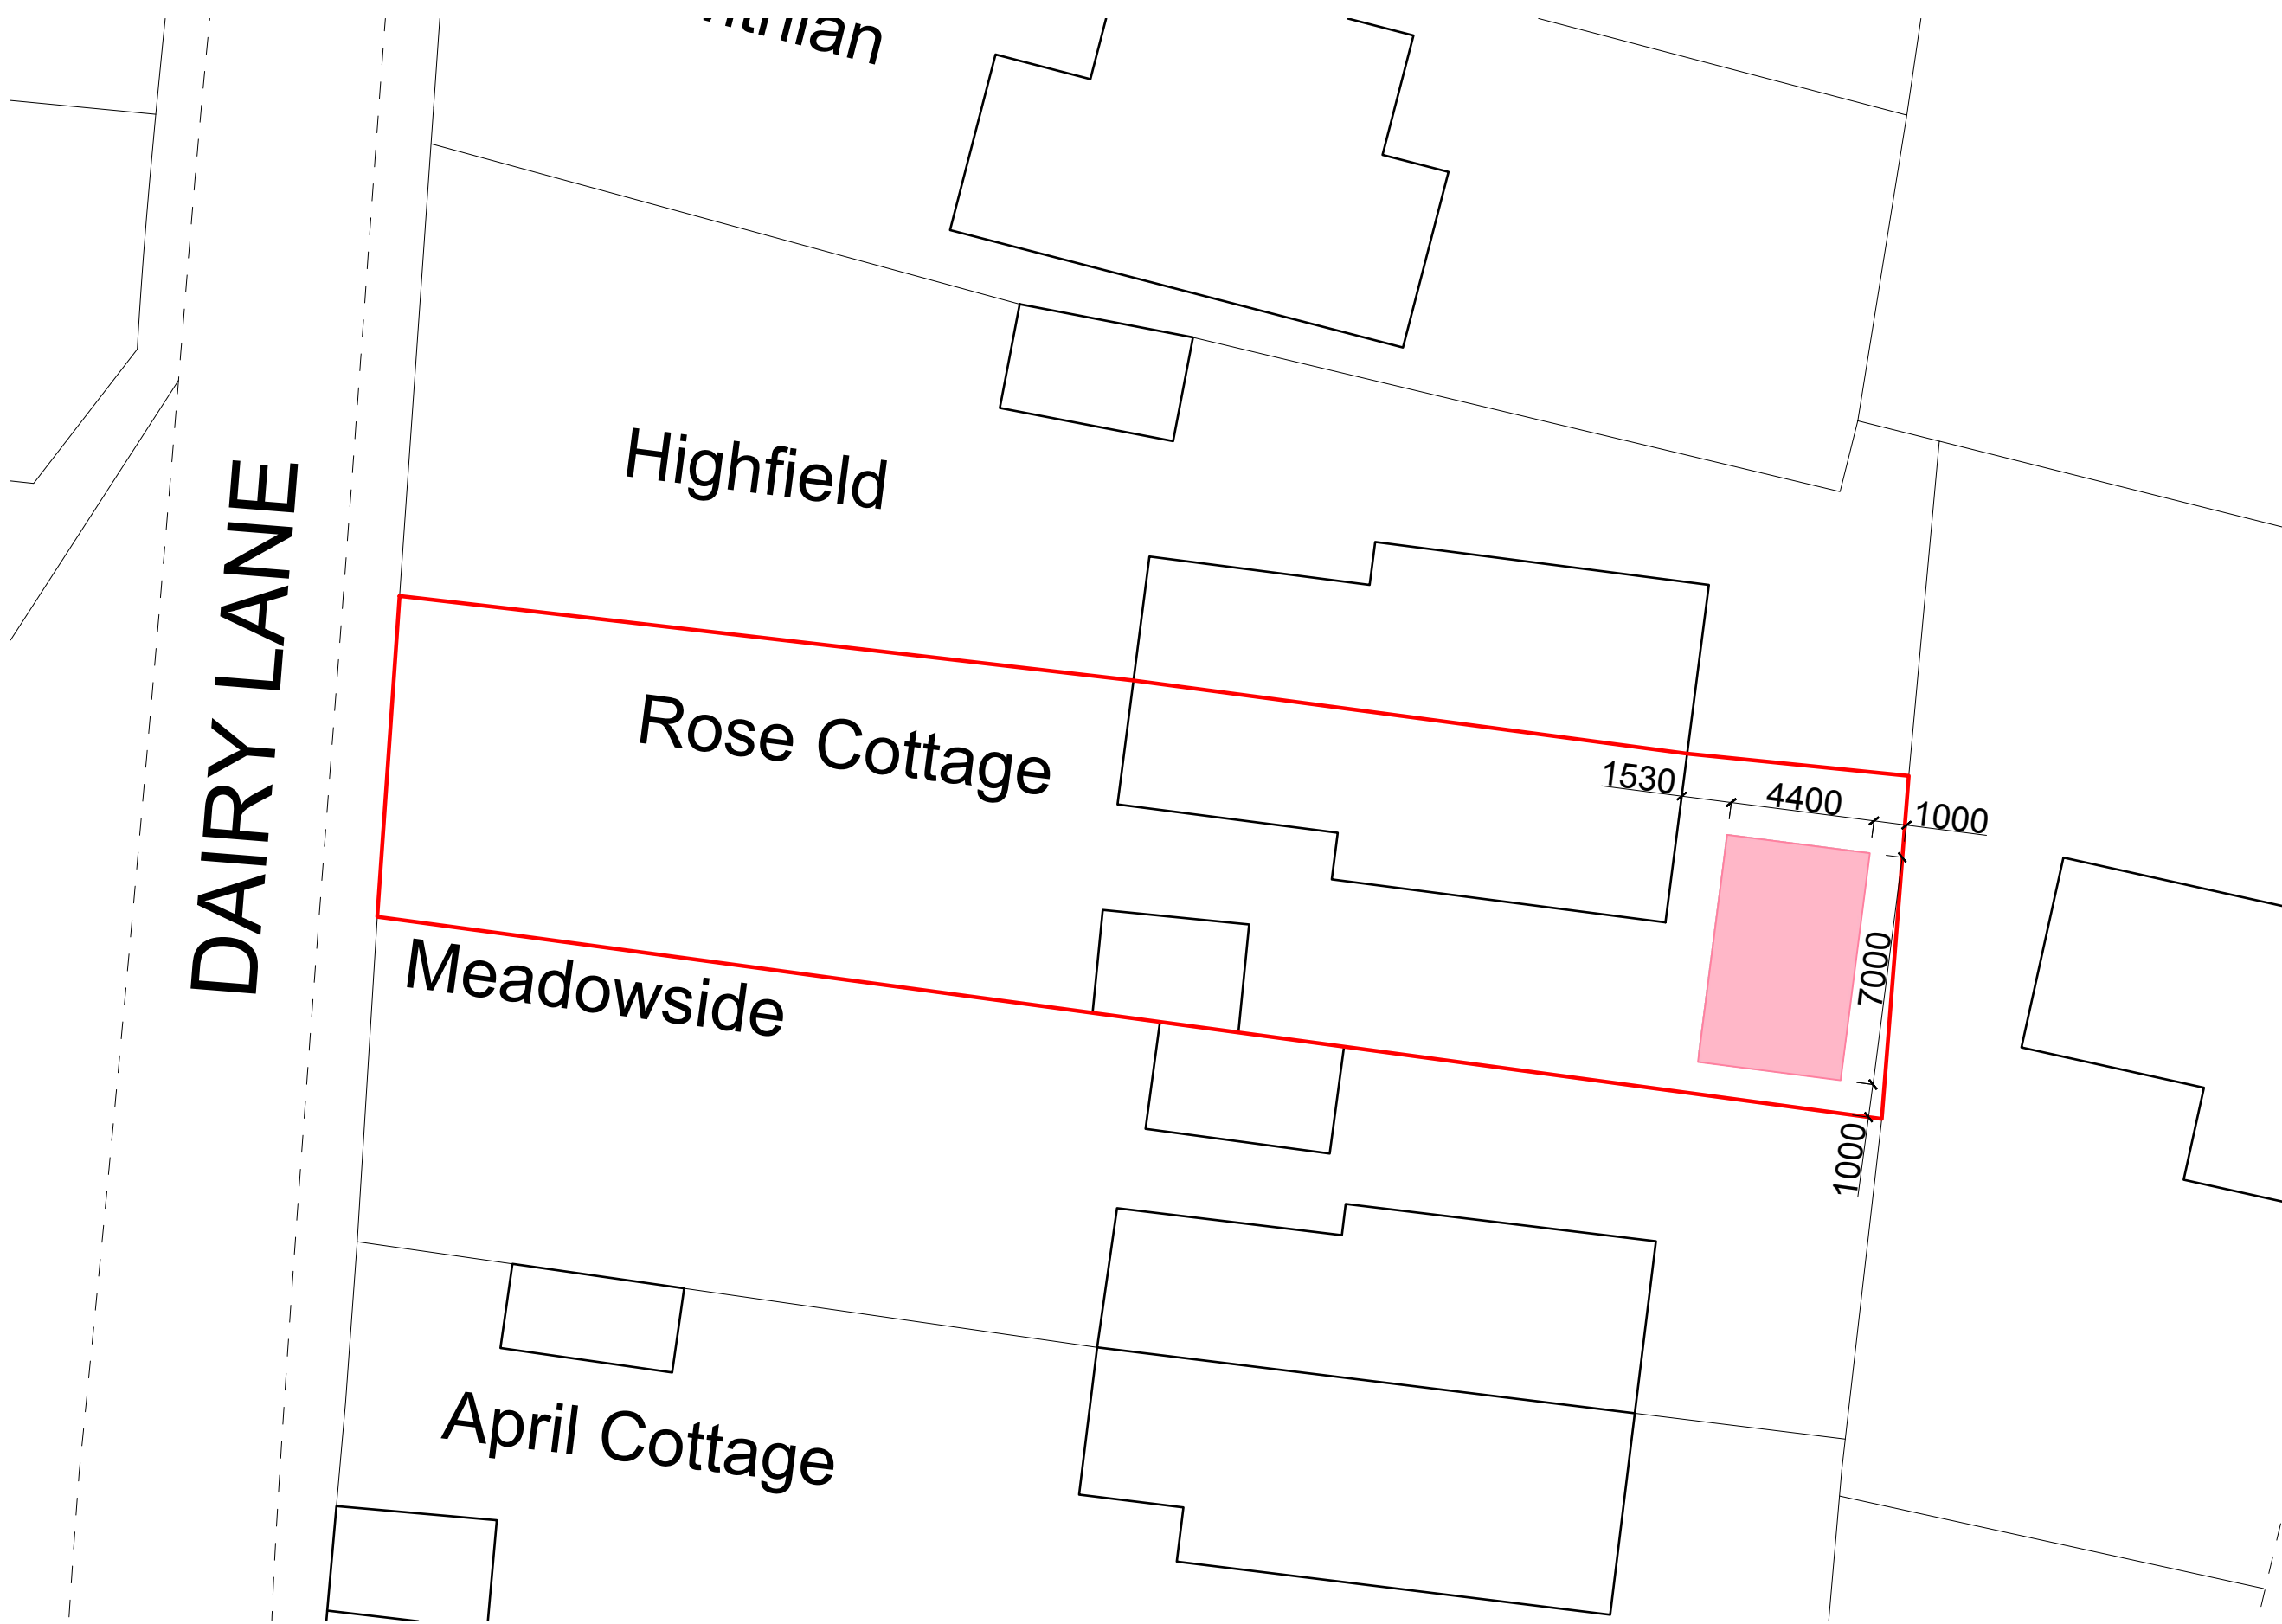 Highfield
DAIRY LANE
Rose Cottage
1530
4400
1000
7000
Meadowside
1000
April Cottage